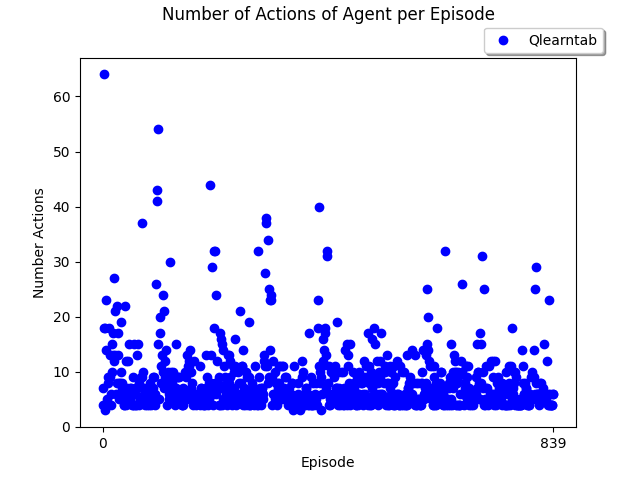 Number of Actions of Agent per Episode
Qlearntab
60
50
40
30
20
10
0
Number Actions
0
839
Episode